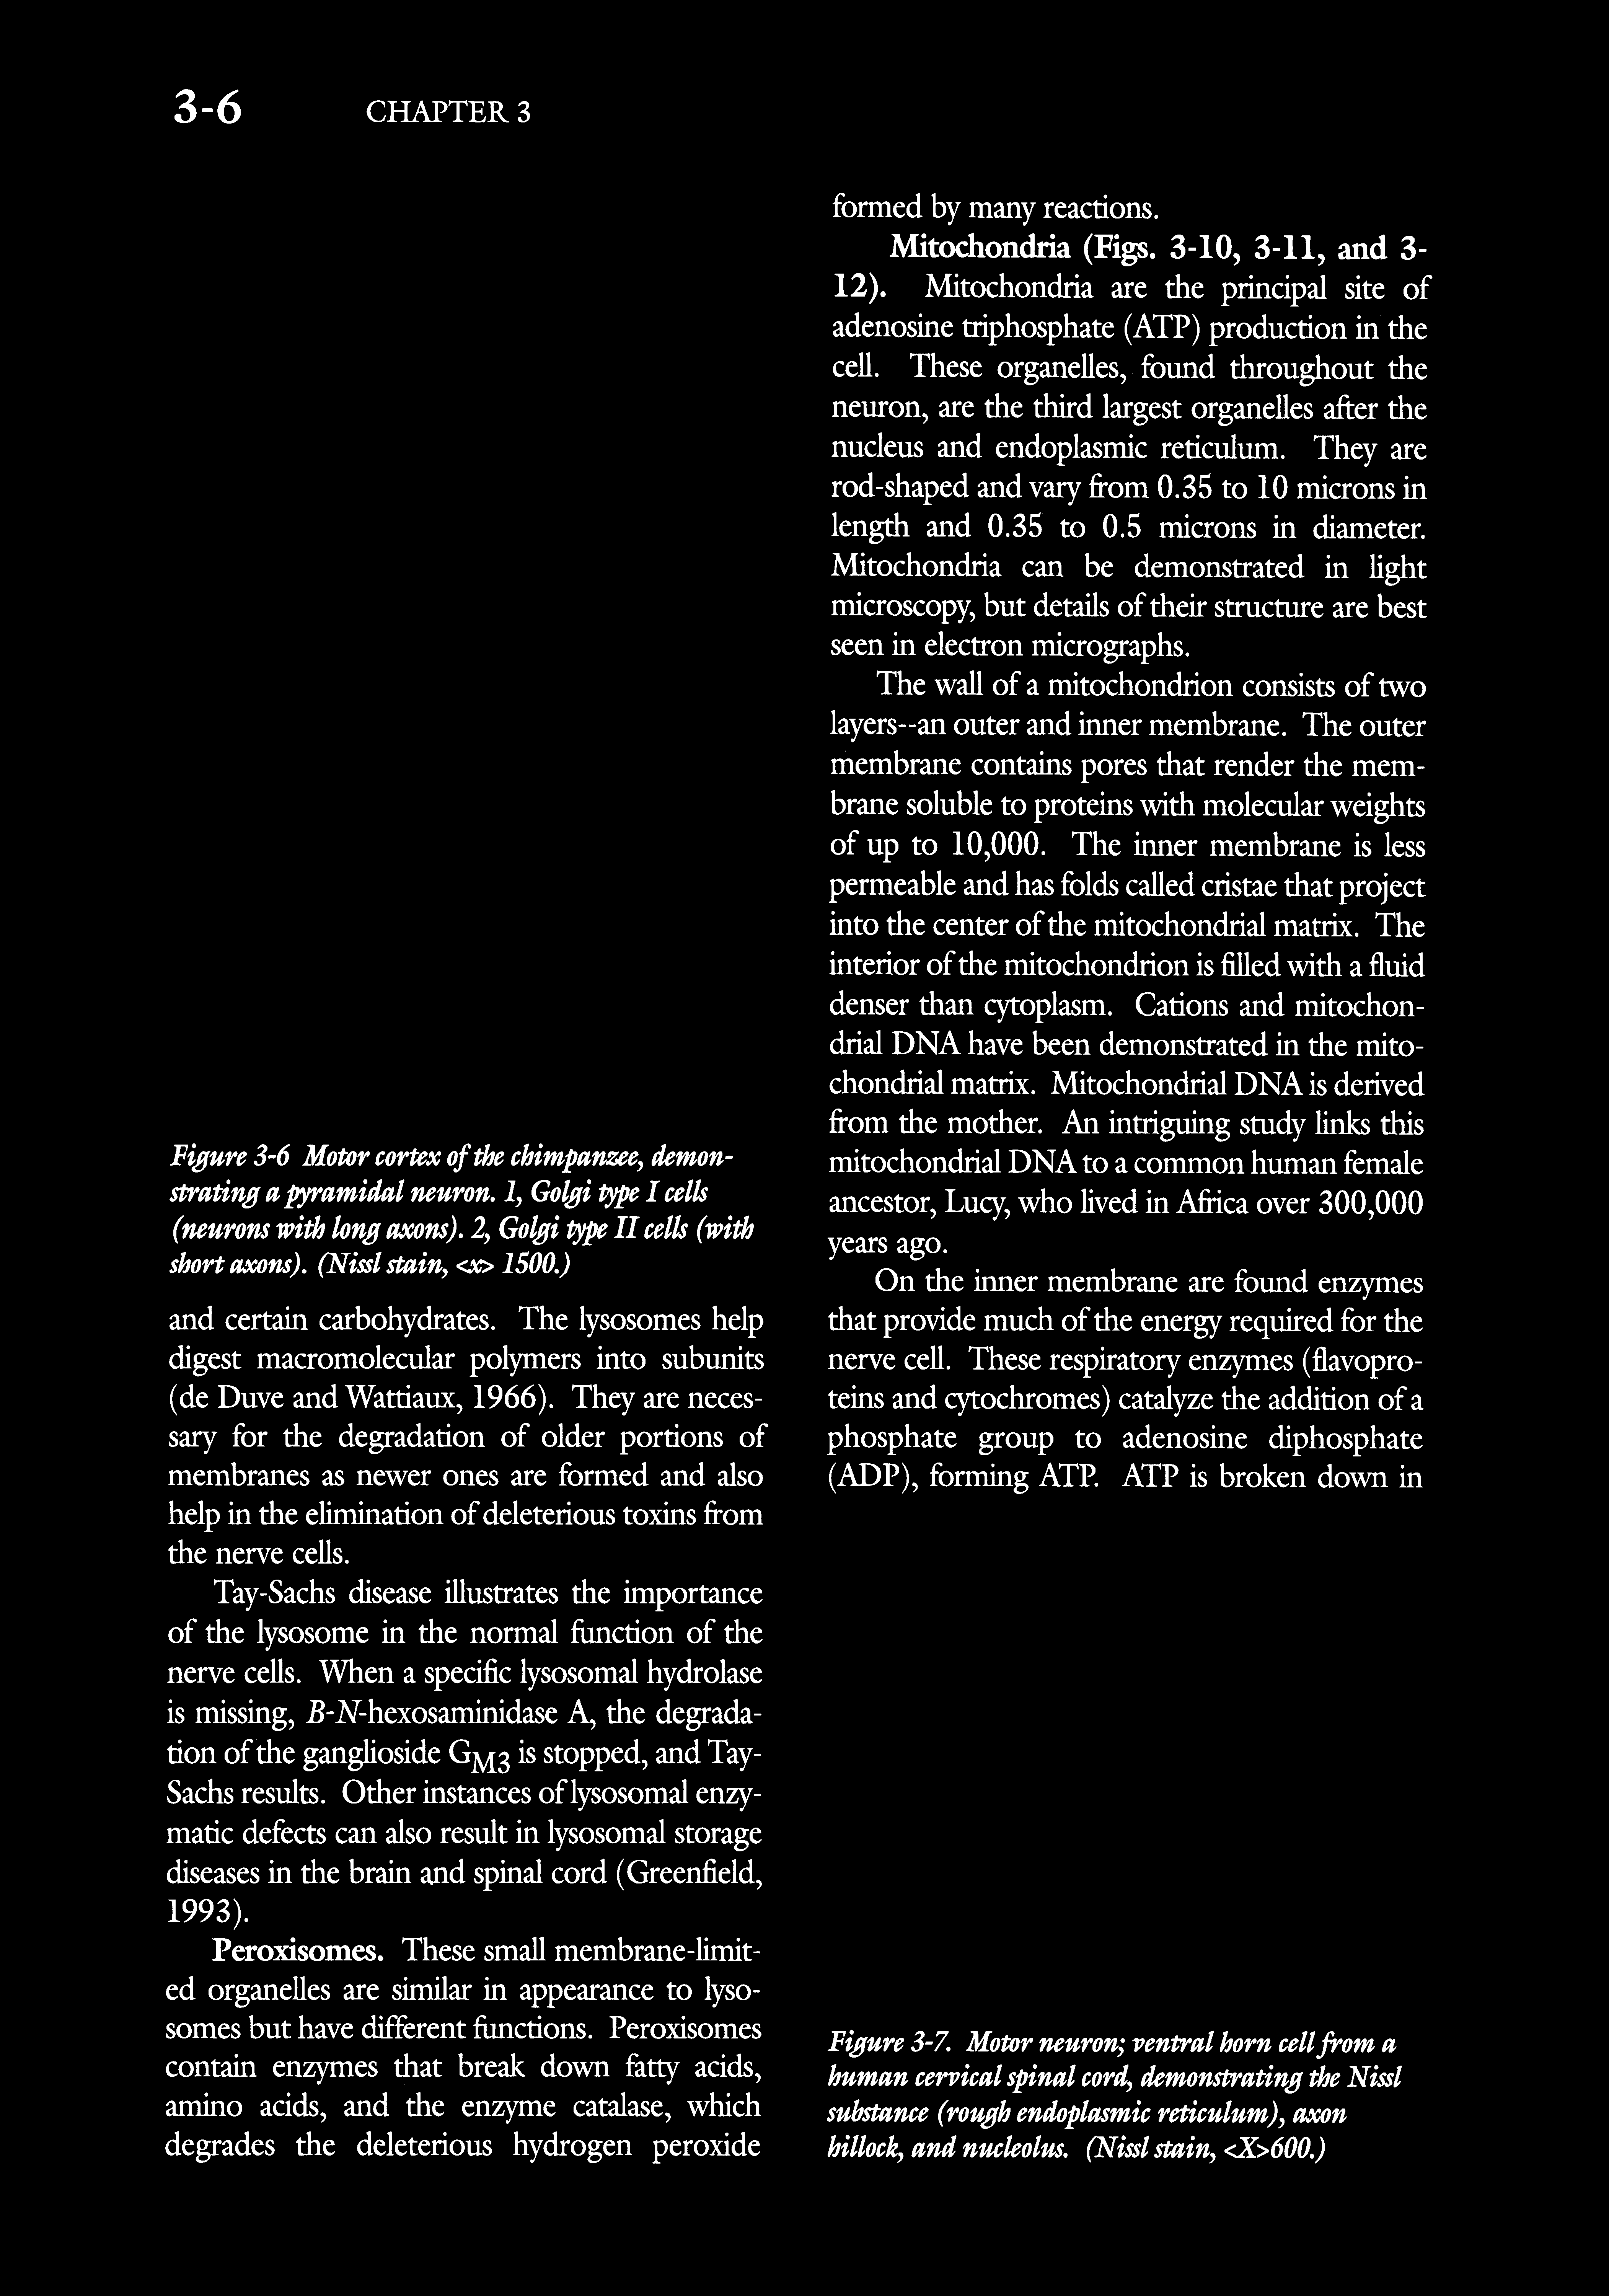 3-6 CHAPTER 3
Figure 3-6 Motor cortex of the chimpanzee, demon-
strating a pyramidal neuron. 1, Golgi type I cells
(neurons with long axons). 2, Golgi type II cells (with
short axons). (Nissl stain, <x> 1500.)
and certain carbohydrates. The lysosomes help
digest macromolecular polymers into subunits
(de Duve and Wattiaux, 1966). They are neces-
sary for the degradation of older portions of
membranes as newer ones are formed and also
help in the elimination of deleterious toxins from
the nerve cells.
Tay-Sachs disease illustrates the importance
of the lysosome in the normal function of the
nerve cells. When a specific lysosomal hydrolase
is missing, B-N-hexosaminidase A, the degrada-
tion of the ganglioside GM3 is stopped, and Tay-
Sachs results. Other instances of lysosomal enzy-
matic defects can also result in lysosomal storage
diseases in the brain and spinal cord (Greenfield,
1993).
Peroxisomes. These small membrane-limit-
ed organelles are similar in appearance to lyso-
somes but have different functions. Peroxisomes
contain enzymes that break down fatty acids,
amino acids, and the enzyme catalase, which
degrades the deleterious hydrogen peroxide
formed by many reactions.
Mitochondria (Figs. 3-10, 3-11, and 3-
12). Mitochondria are the principal site of
adenosine triphosphate (ATP) production in the
cell. These organelles, found throughout the
neuron, are the third largest organelles after the
nucleus and endoplasmic reticulum. They are
rod-shaped and vary from 0.35 to 10 microns in
length and 0.35 to 0.5 microns in diameter.
Mitochondria can be demonstrated in light
microscopy, but details of their structure are best
seen in electron micrographs.
The wall of a mitochondrion consists of two
layers--an outer and inner membrane. The outer
membrane contains pores that render the mem-
brane soluble to proteins with molecular weights
of up to 10,000. The inner membrane is less
permeable and has folds called cristae that project
into the center of the mitochondrial matrix. The
interior of the mitochondrion is filled with a fluid
denser than cytoplasm. Cations and mitochon-
drial DNA have been demonstrated in the mito-
chondrial matrix. Mitochondrial DNA is derived
from the mother. An intriguing study links this
mitochondrial DNA to a common human female
ancestor, Lucy, who lived in Africa over 300,000
years ago.
On the inner membrane are found enzymes
that provide much of the energy required for the
nerve cell. These respiratory enzymes (flavopro-
teins and cytochromes) catalyze the addition of a
phosphate group to adenosine diphosphate
(ADP), forming ATP. ATP is broken down in
Figure 3-7. Motor neuron; ventral horn cell from a
human cervical spinal cord, demonstrating the Nissl
substance (rough endoplasmic reticulum), axon
hillock, and nucleolus. (Nissl stain, <X>600.)